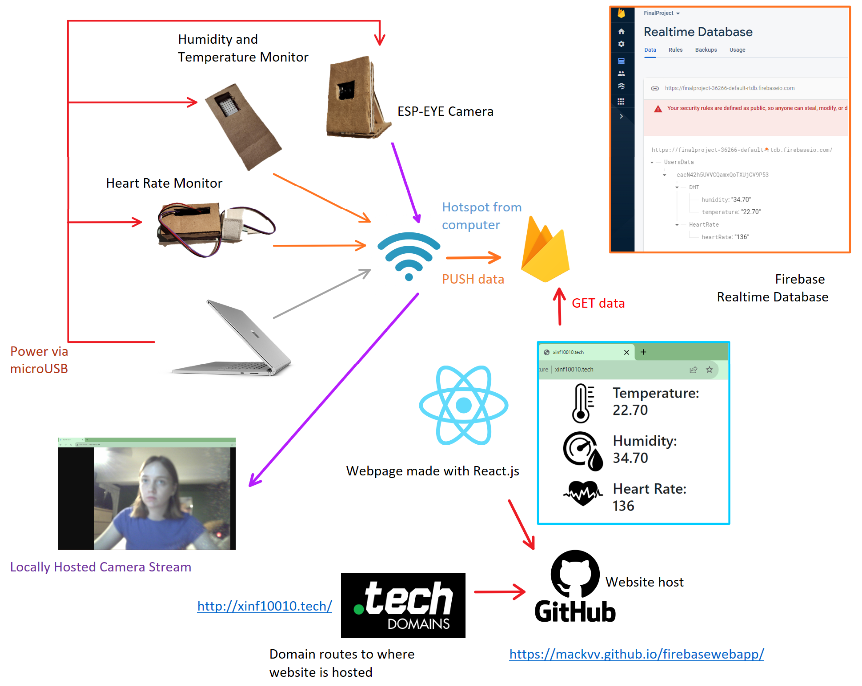 Humidity and
Temperature Monitor
ESP-EYE Camera
Heart Rate Monitor
Hotspot from
computer
PUSH data
GET data
Power via
microUSB
FinalProject
Realtime Database
Data Rules Backups Usage
https://finalproject-36266-default-rtdb.firebaseio.com
Your security rules are defined as public, so anyone can steal, modify, or d
https://finalproject-36266-default-rtdb.firebaseio.com/
UsersData
DHT
humidity: "34.70"
temperature: "22.70"
HeartRate
heartRate: "136"
Firebase
Realtime Database
xinf10010.tech
ture | xinf10010.tech
Temperature:
22.70
Humidity:
34.70
Heart Rate:
136
Webpage made with React.js
Locally Hosted Camera Stream
http://xinf10010.tech/
.tech
DOMAINS
Domain routes to where
website is hosted
Website host
GitHub
https://mackvv.github.io/firebasewebapp/